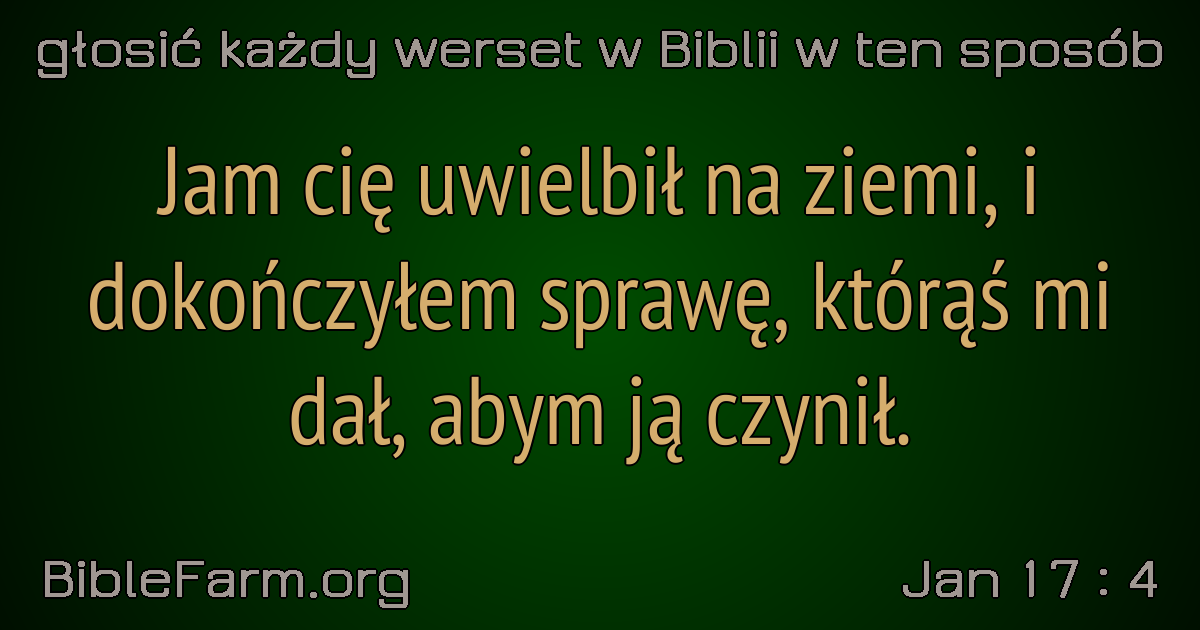 głosić każdy werset w Biblii w ten sposób
Jam cię uwielbił na ziemi, i
dokończyłem sprawę, którąś mi
dał, abym ją czynił.
BibleFarm.org
Jan 17 : 4